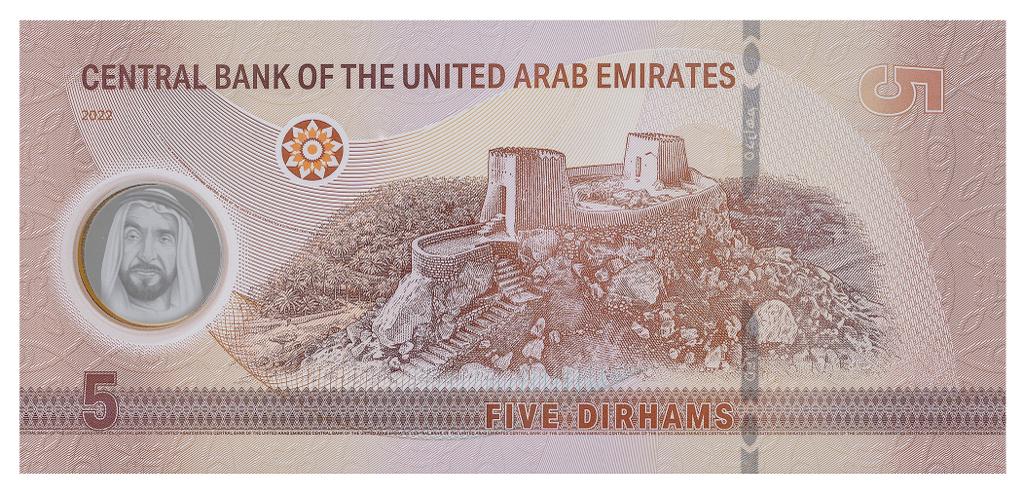 CENTRAL BANK OF THE UNITED ARAB EMIRATES
2022
5
5
FIVE DIRHAMS